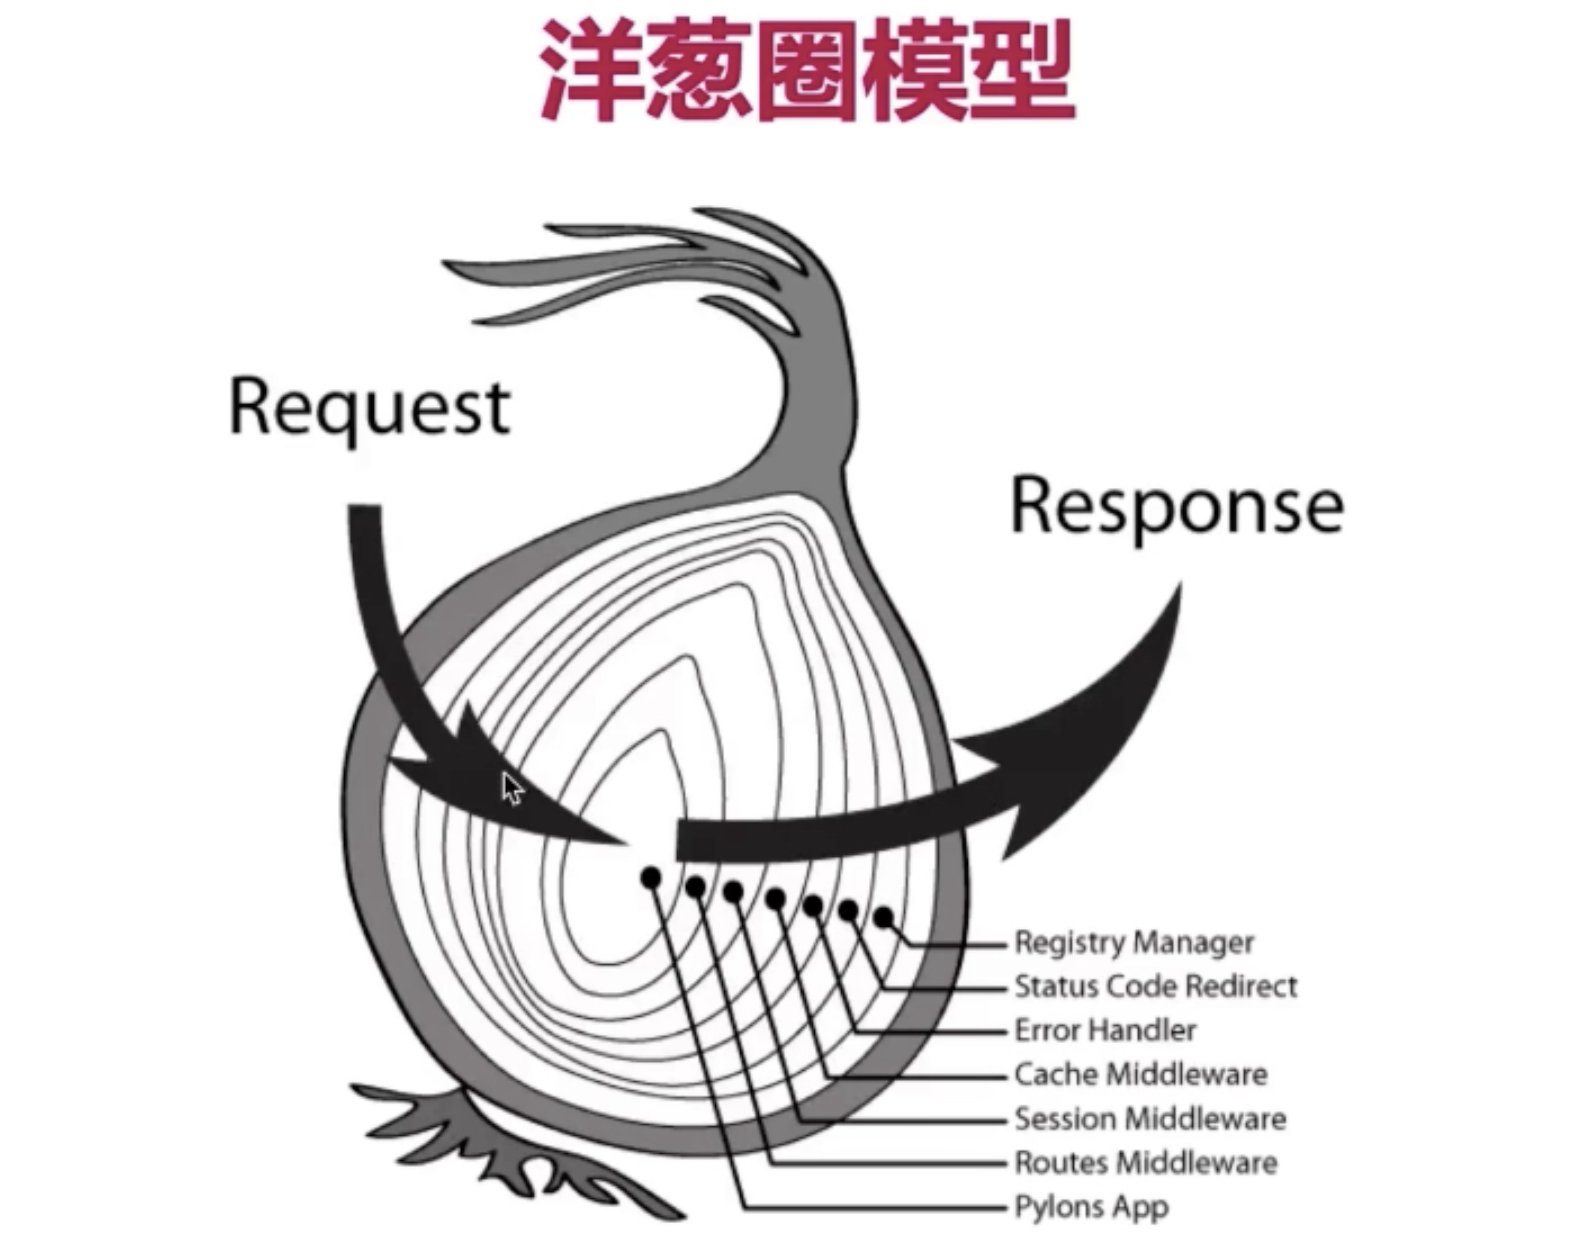 洋葱圈模型
Request
Response
Registry Manager
Status Code Redirect
Error Handler
Cache Middleware
Session Middleware
Routes Middleware
Pylons App